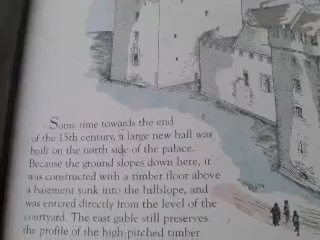 Some time towards the end
of the 15th century, a large new hall was
built on the north side of the palace.
Because the ground slopes down here, it
was constructed with a timber floor above
a basement sunk into the hillslope, and
was entered directly from the level of the
courtyard. The east gable still preserves
the profile of the high-pitched timber